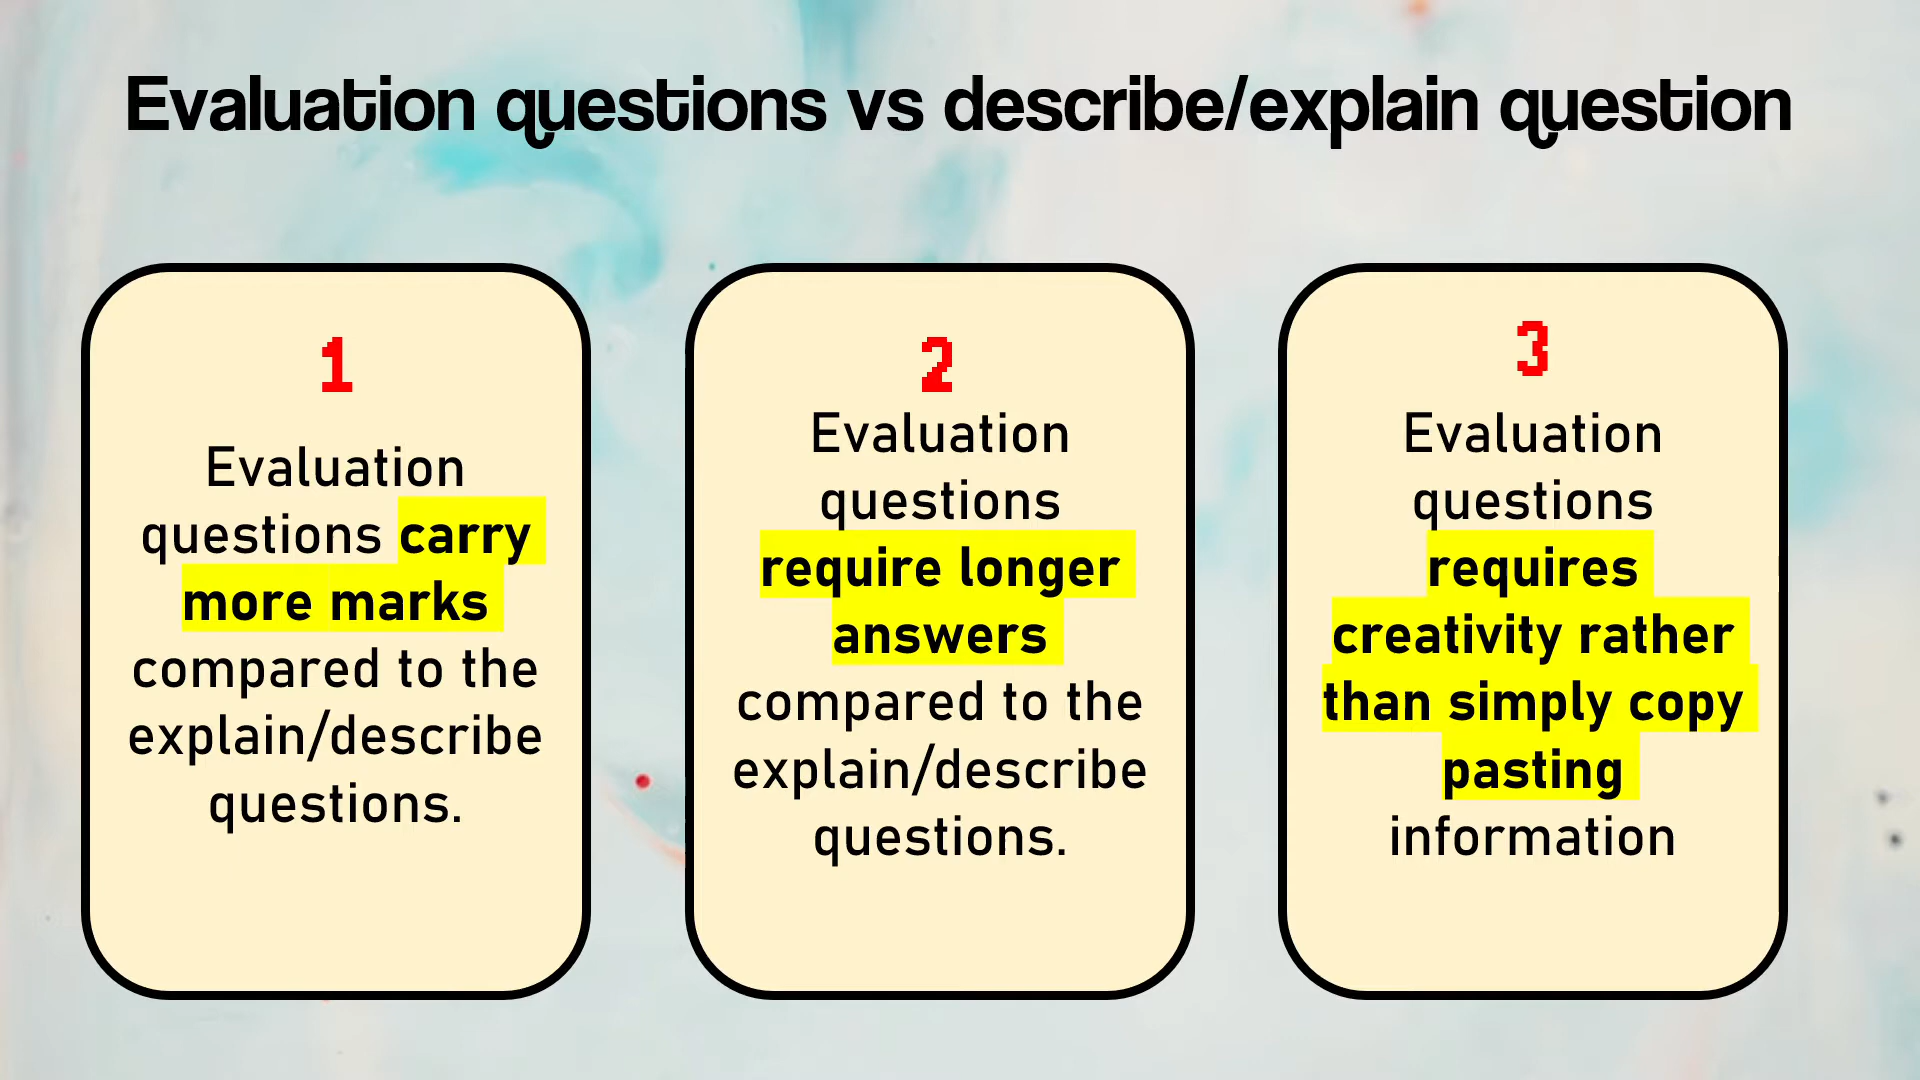 Evaluation questions vs describe/explain question
1
Evaluation
questions carry
more marks
compared to the
explain/describe
questions.
2
Evaluation
questions
require longer
answers
compared to the
explain/describe
questions.
3
Evaluation
questions
requires
creativity rather
than simply copy
pasting
information